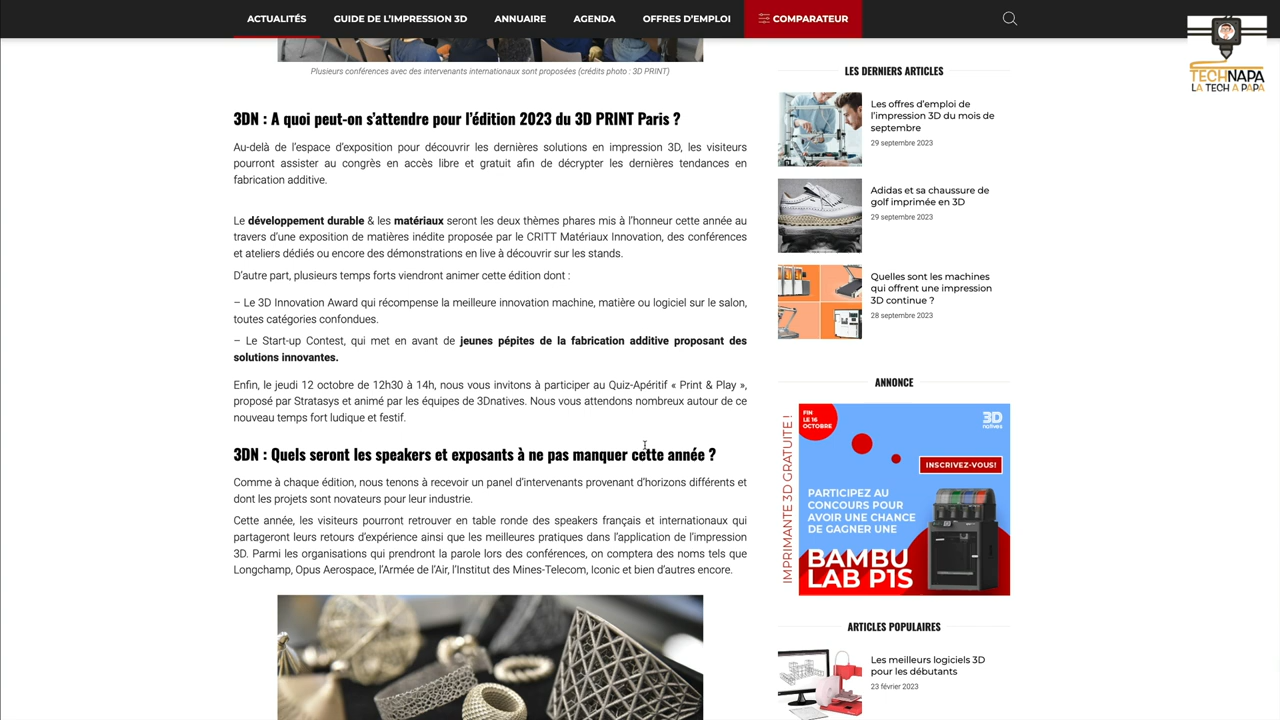 ACTUALITÉS GUIDE DE L'IMPRESSION 3D ANNUAIRE AGENDA OFFRES D'EMPLOI COMPARATEUR
TECHNAPA
LA TECH A PAPA
Plusieurs conférences avec des intervenants internationaux sont proposées (crédits photo : 3D PRINT)
3DN : A quoi peut-on s'attendre pour l'édition 2023 du 3D PRINT Paris ?
Au-delà de l'espace d'exposition pour découvrir les dernières solutions en impression 3D, les visiteurs
pourront assister au congrès en accès libre et gratuit afin de décrypter les dernières tendances en
fabrication additive.
Le développement durable & les matériaux seront les deux thèmes phares mis à l'honneur cette année au
travers d'une exposition de matières inédite proposée par le CRITT Matériaux Innovation, des conférences
et ateliers dédiés ou encore des démonstrations en live à découvrir sur les stands.
D'autre part, plusieurs temps forts viendront animer cette édition dont :
– Le 3D Innovation Award qui récompense la meilleure innovation machine, matière ou logiciel sur le salon,
toutes catégories confondues.
– Le Start-up Contest, qui met en avant de jeunes pépites de la fabrication additive proposant des
solutions innovantes.
Enfin, le jeudi 12 octobre de 12h30 à 14h, nous vous invitons à participer au Quiz-Apéritif « Print & Play »,
proposé par Stratasys et animé par les équipes de 3Dnatives. Nous vous attendons nombreux autour de ce
nouveau temps fort ludique et festif.
3DN : Quels seront les speakers et exposants à ne pas manquer cette année ?
Comme à chaque édition, nous tenons à recevoir un panel d'intervenants provenant d'horizons différents et
dont les projets sont novateurs pour leur industrie.
Cette année, les visiteurs pourront retrouver en table ronde des speakers français et internationaux qui
partageront leurs retours d'expérience ainsi que les meilleures pratiques dans l'application de l'impression
3D. Parmi les organisations qui prendront la parole lors des conférences, on comptera des noms tels que
Longchamp, Opus Aerospace, l'Armée de l'Air, l'Institut des Mines-Telecom, Iconic et bien d'autres encore.
LES DERNIERS ARTICLES
Les offres d'emploi de
l'impression 3D du mois de
septembre
29 septembre 2023
Adidas et sa chaussure de
golf imprimée en 3D
29 septembre 2023
Quelles sont les machines
qui offrent une impression
3D continue ?
28 septembre 2023
ANNONCE
IMPRIMANTE 3D GRATUITE !
FIN
LE 16
OCTOBRE
3D
natives
INSCRIVEZ-VOUS!
PARTICIPEZ AU
CONCOURS POUR
AVOIR UNE CHANCE
DE GAGNER UNE
BAMBU
LAB P1S
ARTICLES POPULAIRES
Les meilleurs logiciels 3D
pour les débutants
23 février 2023